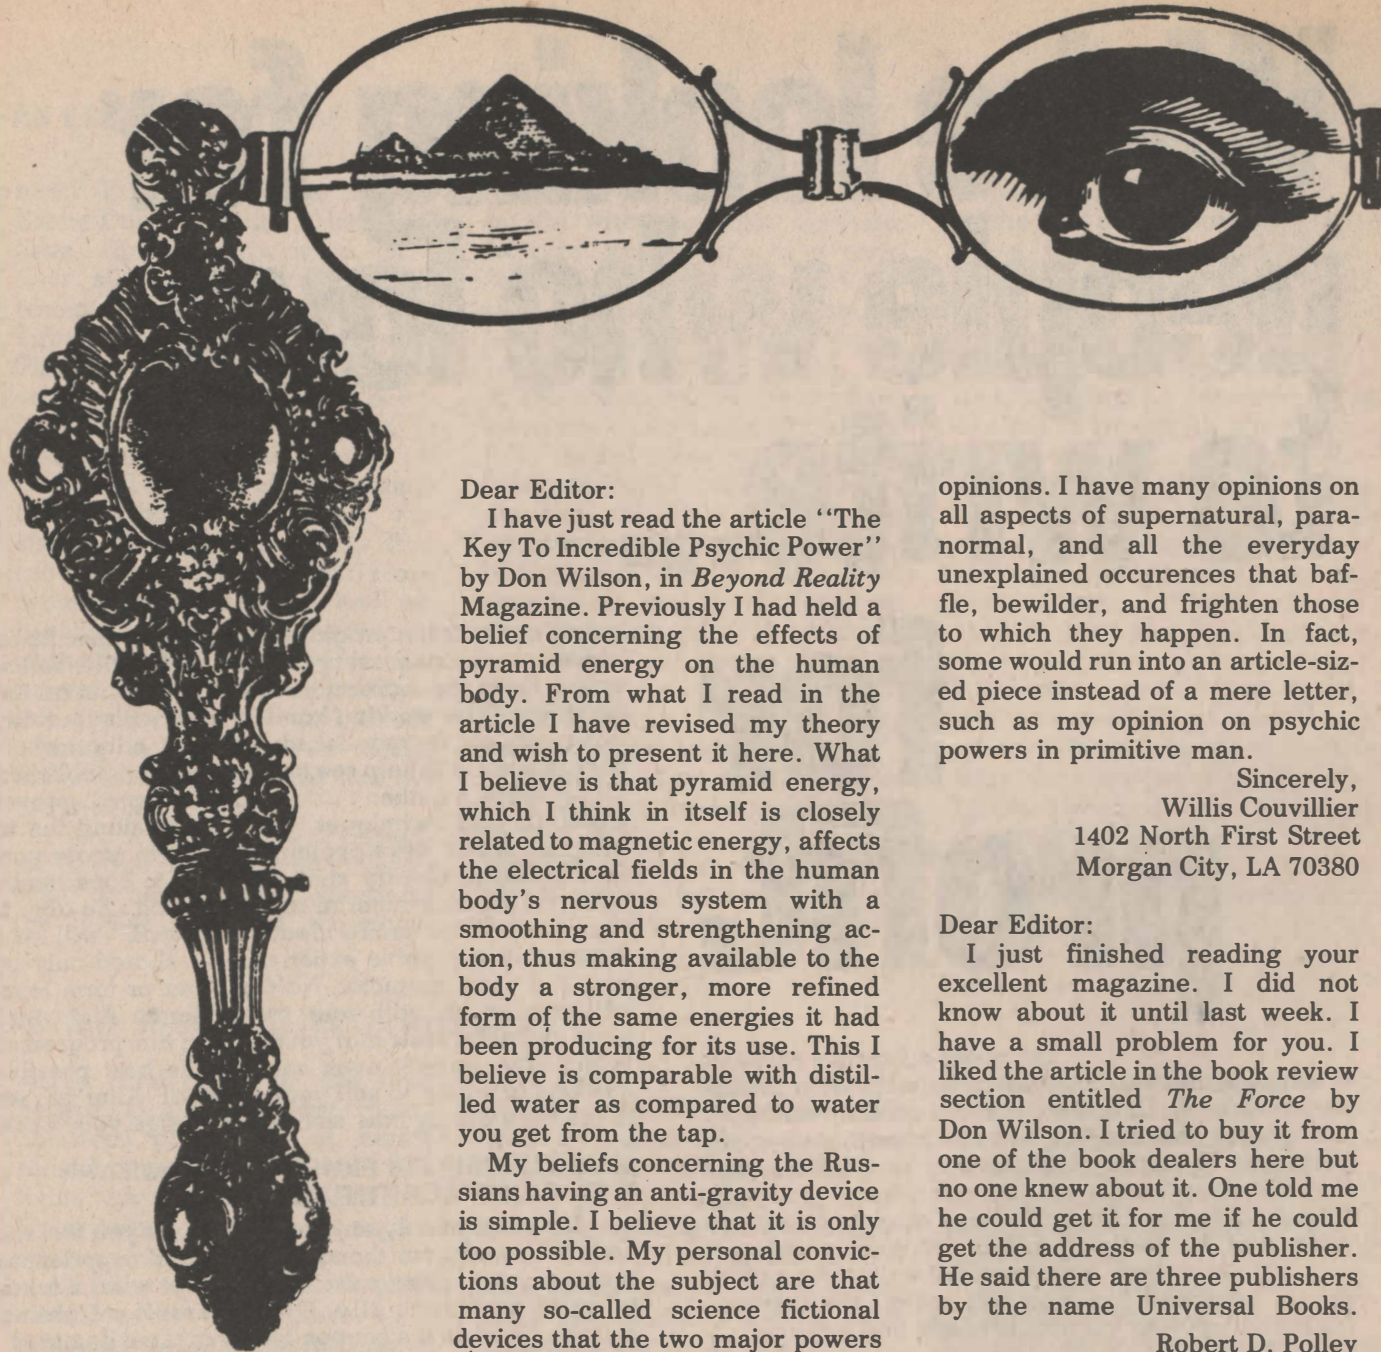 Dear Editor:
I have just read the article ‘‘The
Key To Incredible Psychic Power’’
by Don Wilson, in Beyond Reality
Magazine. Previously I had held a
belief concerning the effects of
pyramid energy on the human
body. From what I read in the
article I have revised my theory
and wish to present it here. What
I believe is that pyramid energy,
which I think in itself is closely
related to magnetic energy, affects
the electrical fields in the human
body's nervous system with a
smoothing and strengthening ac-
tion, thus making available to the
body a stronger, more refined
form of the same energies it had
been producing for its use. This I
believe is comparable with distil-
led water as compared to water
you get from the tap.
My beliefs concerning the Rus-
sians having an anti-gravity device
is simple. I believe that it is only
too possible. My personal convic-
tions about the subject are that
many so-called science fictional
devices that the two major powers
opinions. I have many opinions on
all aspects of supernatural, para-
normal, and all the everyday
unexplained occurences that baf-
fle, bewilder, and frighten those
to which they happen. In fact,
some would run into an article-siz-
ed piece instead of a mere letter,
such as my opinion on psychic
powers in primitive man.
Sincerely,
Willis Couvillier
1402 North First Street
Morgan City, LA 70380
Dear Editor:
I just finished reading your
excellent magazine. I did not
know about it until last week. I
have a small problem for you. I
liked the article in the book review
section entitled The Force by
Don Wilson. I tried to buy it from
one of the book dealers here but
no one knew about it. One told me
he could get it for me if he could
get the address of the publisher.
He said there are three publishers
by the name Universal Books.
Robert D. Polley